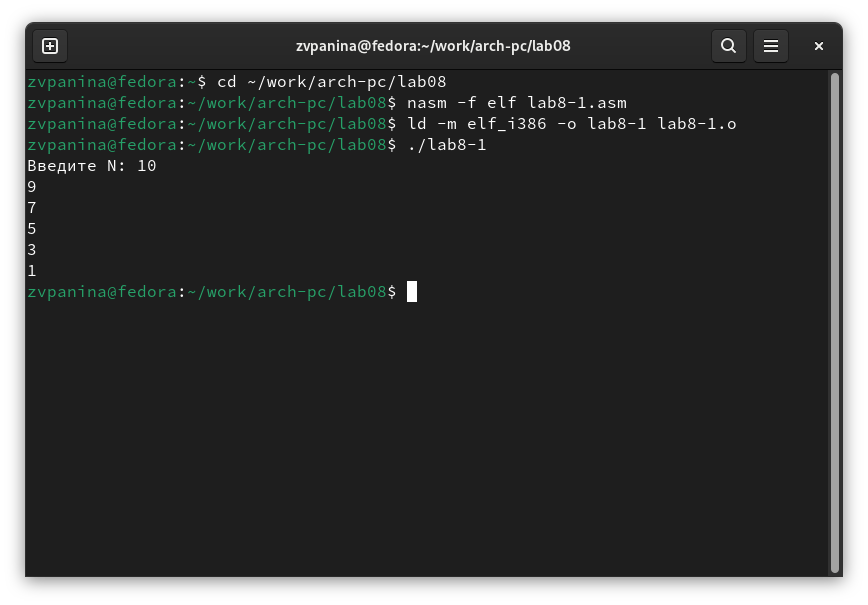 zvpanina@fedora:~/work/arch-pc/lab08
zvpanina@fedora:~$ cd ~/work/arch-pc/lab08
zvpanina@fedora:~/work/arch-pc/lab08$ nasm -f elf lab8-1.asm
zvpanina@fedora:~/work/arch-pc/lab08$ ld -m elf_i386 -o lab8-1 lab8-1.o
zvpanina@fedora:~/work/arch-pc/lab08$ ./lab8-1
Введите N: 10
9
7
5
3
1
zvpanina@fedora:~/work/arch-pc/lab08$